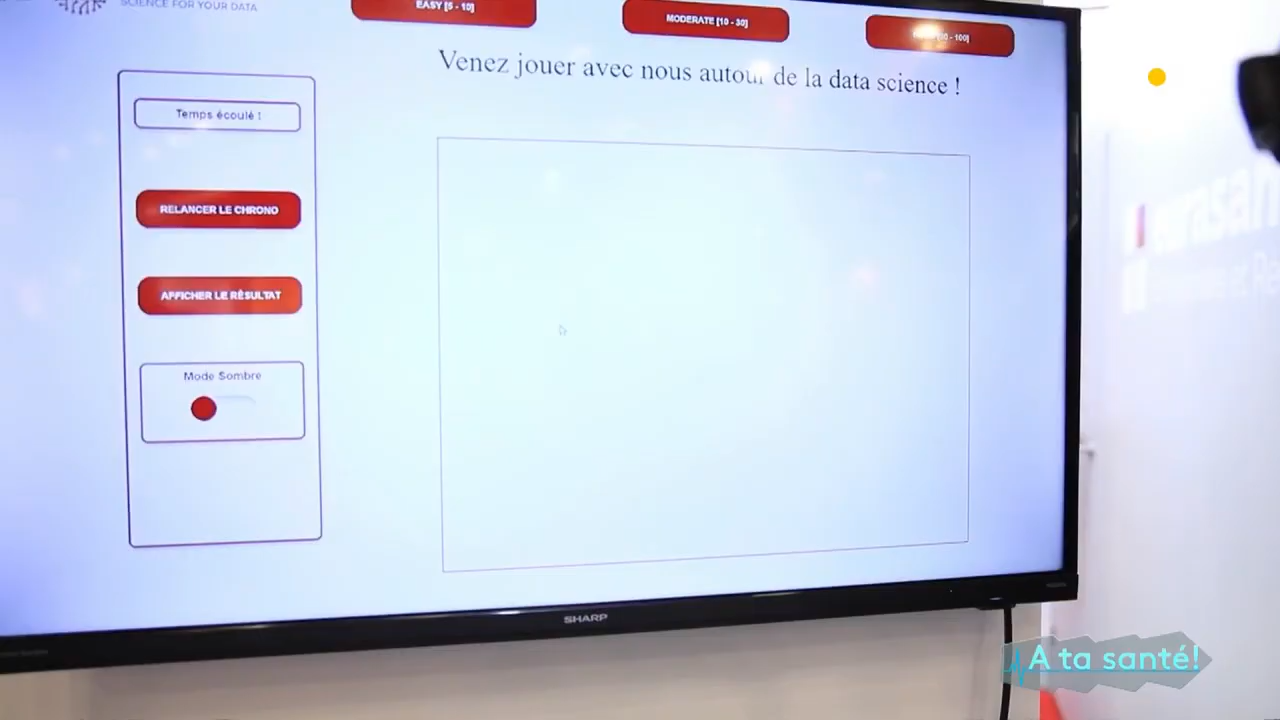 SCIENCE FOR YOUR DATA
EASY [5 - 10]
MODERATE [10 - 30]
Venez jouer avec nous autour de la data science !
Temps écoulé !
RELANCER LE CHRONO
AFFICHER LE RÉSULTAT
Mode Sombre
SHARP
A ta santé!